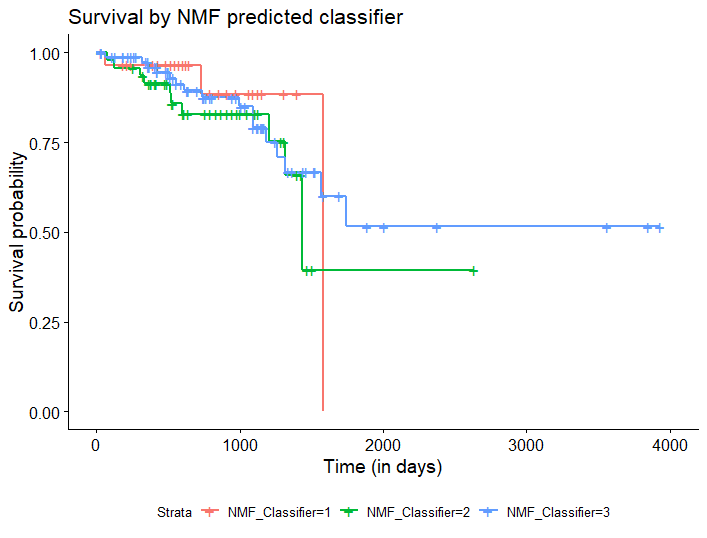 Survival by NMF predicted classifier
Survival probability
1.00
0.75
0.50
0.25
0.00
0 1000 2000 3000 4000
Time (in days)
Strata NMF_Classifier=1 NMF_Classifier=2 NMF_Classifier=3